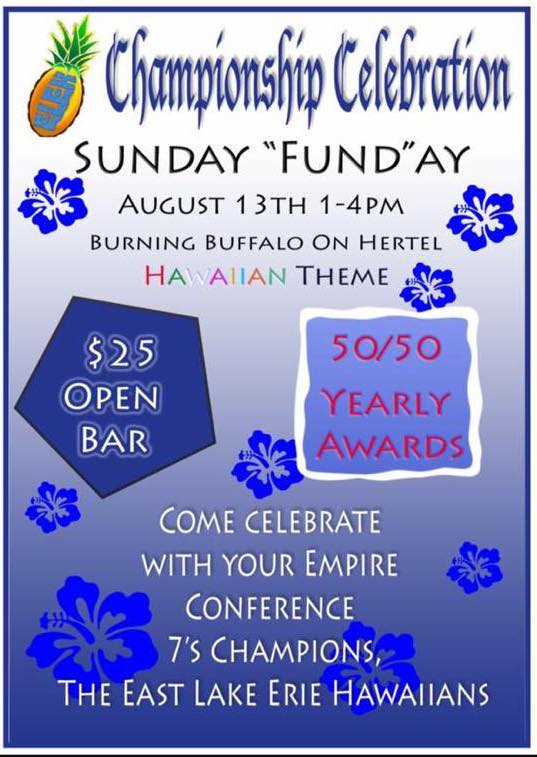 Championship Celebration
SUNDAY "FUND"AY
AUGUST 13TH 1-4PM
BURNING BUFFALO ON HERTEL
HAWAIIAN THEME
$25
OPEN
BAR
50/50
YEARLY
AWARDS
COME CELEBRATE
WITH YOUR EMPIRE
CONFERENCE
7'S CHAMPIONS,
THE EAST LAKE ERIE HAWAIIANS